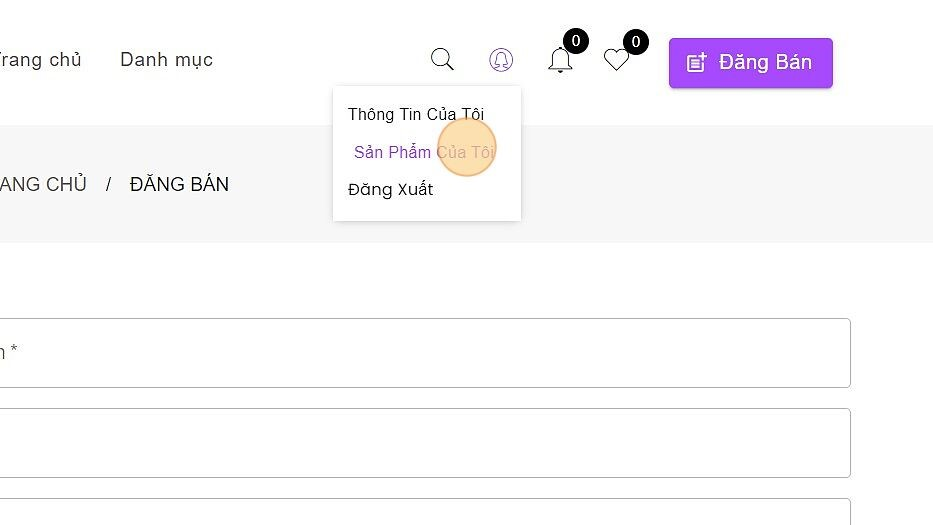 Trang chủ Danh mục 0 0 Đăng Bán
Thông Tin Của Tôi
Sản Phẩm Của Tôi
Đăng Xuất
ANG CHỦ / ĐĂNG BÁN
*